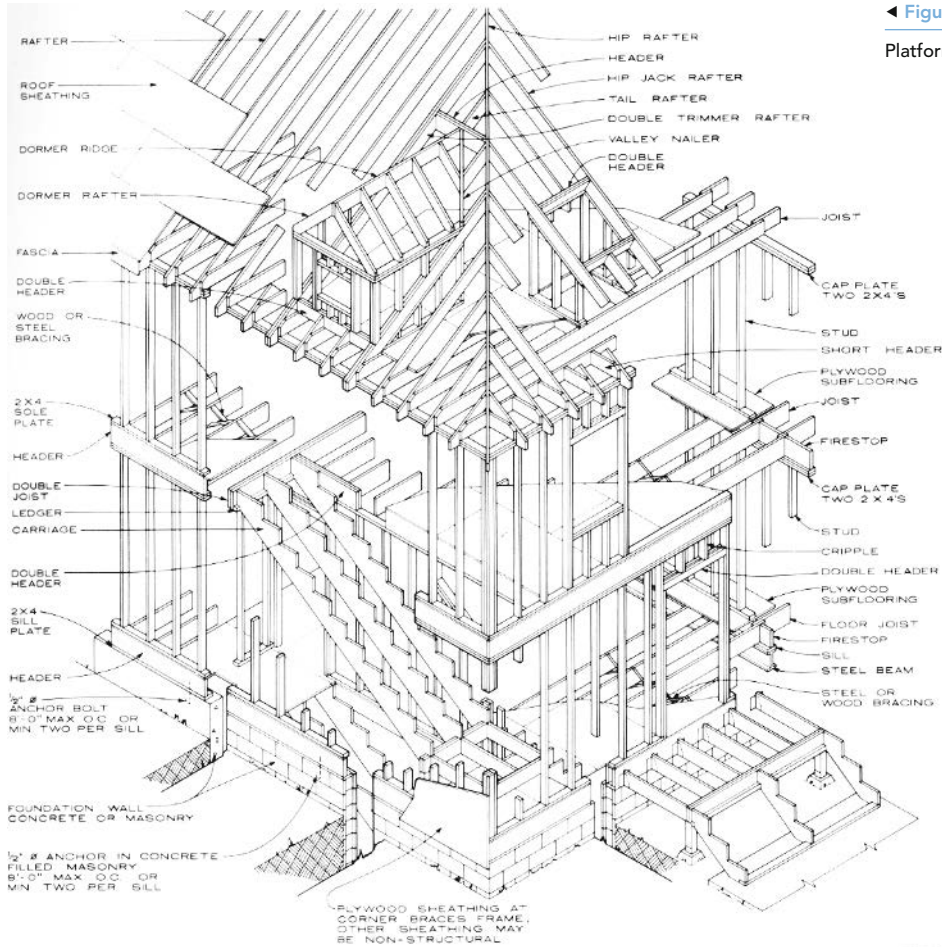 ◀ Figu
Platfor
RAFTER
ROOF
SHEATHING
DORMER RIDGE
DORMER RAFTER
FASCIA
DOUBLE
HEADER
WOOD OR
STEEL
BRACING
2X4
SOLE
PLATE
HEADER
DOUBLE
JOIST
LEDGER
CARRIAGE
DOUBLE
HEADER
2X4
SILL
PLATE
HEADER
½" Ø
ANCHOR BOLT
8'-0" MAX O.C. OR
MIN TWO PER SILL
FOUNDATION WALL
CONCRETE OR MASONRY
½" Ø ANCHOR IN CONCRETE
FILLED MASONRY
8'-0" MAX O.C. OR
MIN TWO PER SILL
HIP RAFTER
HEADER
HIP JACK RAFTER
TAIL RAFTER
DOUBLE TRIMMER RAFTER
VALLEY NAILER
DOUBLE
HEADER
JOIST
CAP PLATE
TWO 2X4'S
STUD
SHORT HEADER
PLYWOOD
SUBFLOORING
JOIST
FIRESTOP
CAP PLATE
TWO 2 X 4'S
STUD
CRIPPLE
DOUBLE HEADER
PLYWOOD
SUBFLOORING
FLOOR JOIST
FIRESTOP
SILL
STEEL BEAM
STEEL OR
WOOD BRACING
PLYWOOD SHEATHING AT
CORNER BRACES FRAME,
OTHER SHEATHING MAY
BE NON-STRUCTURAL